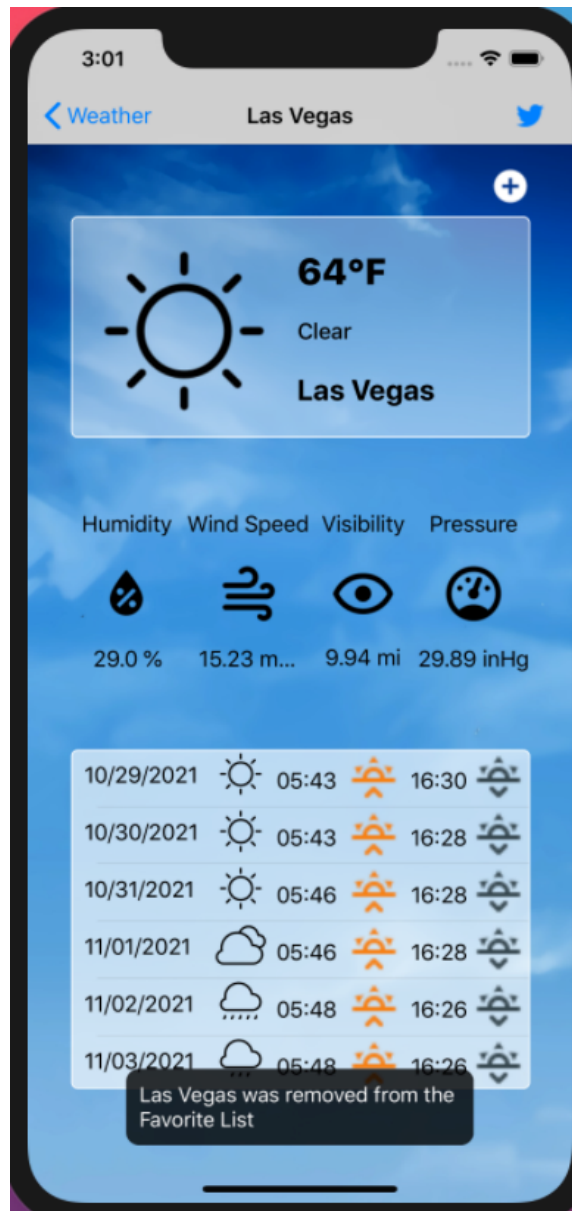 3:01
Weather Las Vegas
64°F
Clear
Las Vegas
Humidity Wind Speed Visibility Pressure
29.0 % 15.23 m... 9.94 mi 29.89 inHg
10/29/2021 05:43 16:30
10/30/2021 05:43 16:28
10/31/2021 05:46 16:28
11/01/2021 05:46 16:28
11/02/2021 05:48 16:26
11/03/2021 05:48 16:26
Las Vegas was removed from the
Favorite List